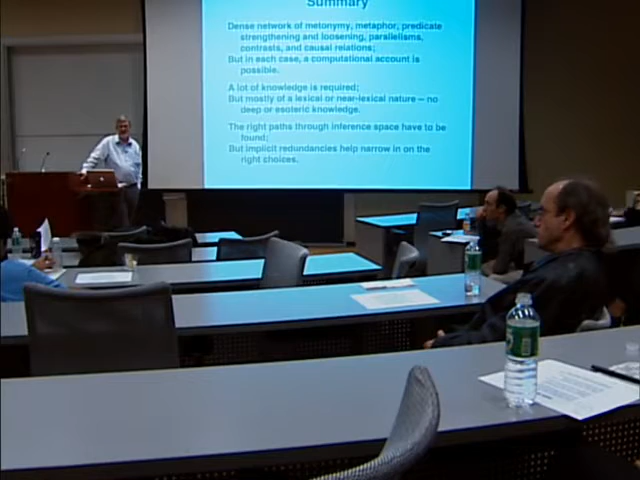 Summary
Dense network of metonymy, metaphor, predicate
strengthening and loosening, parallelisms,
contrasts, and causal relations;
But in each case, a computational account is
possible.
A lot of knowledge is required;
But mostly of a lexical or near-lexical nature — no
deep or esoteric knowledge.
The right paths through inference space have to be
found;
But implicit redundancies help narrow in on the
right choices.